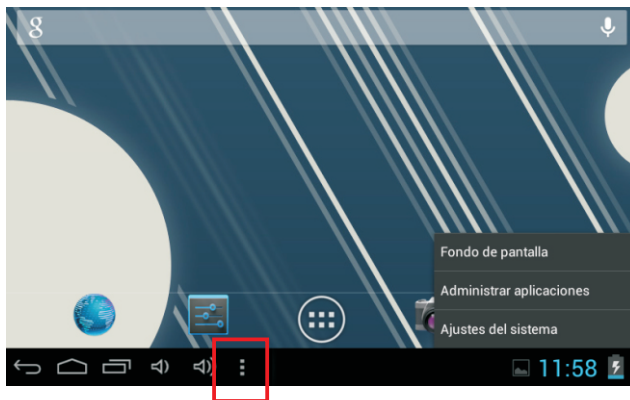 g
Fondo de pantalla
Administrar aplicaciones
Ajustes del sistema
11:58